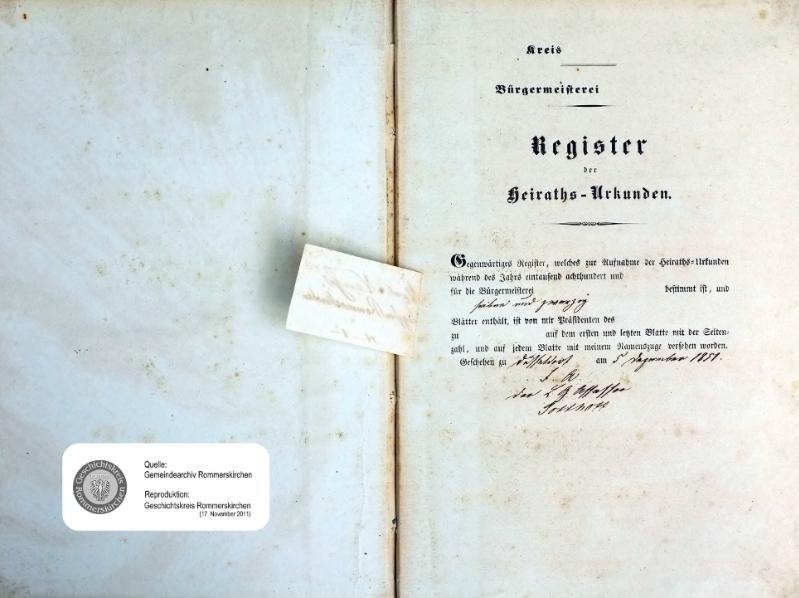 Kreis
Bürgermeisterei
Register
der
Heiraths-Urkunden.
Gegenwärtiges Register, welches zur Aufnahme der Heiraths-Urkunden
während des Jahrs eintausend achthundert und
für die Bürgermeisterei bestimmt ist, und
sieben und zwanzig
Blätter enthält, ist von mir Präsidenten des
zu auf dem ersten und letzten Blatte mit der Seiten-
zahl, und auf jedem Blatte mit meinem Namenszuge versehen worden.
Geschehen zu Düsseldorf am 5 Dezember 1851.
der L G Assessor
Geschichtskreis
Rommerskirchen
Quelle:
Gemeindearchiv Rommerskirchen
Reproduktion:
Geschichtskreis Rommerskirchen
(17. November 2011)